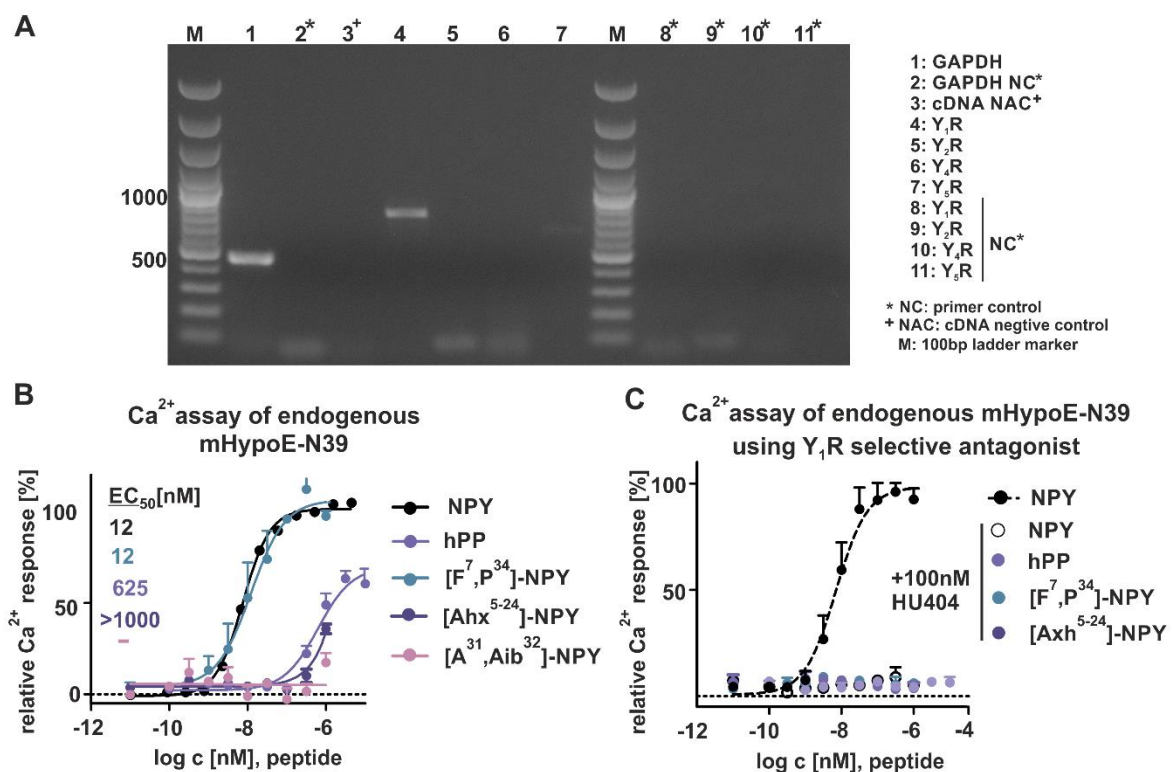 A
M 1 2* 3+ 4 5 6 7 M 8* 9* 10* 11*
1000
500
1: GAPDH
2: GAPDH NC*
3: cDNA NAC+
4: Y1R
5: Y2R
6: Y4R
7: Y5R
8: Y1R
9: Y2R
10: Y4R
11: Y5R
NC*
* NC: primer control
+ NAC: cDNA negtive control
M: 100bp ladder marker
B
Ca2+assay of endogenous
mHypoE-N39
relative Ca2+ response [%]
100
50
0
EC50[nM]
12
12
625
>1000
–
-12 -10 -8 -6
log c [nM], peptide
NPY
hPP
[F7,P34]-NPY
[Ahx5-24]-NPY
[A31,Aib32]-NPY
C
Ca2+assay of endogenous mHypoE-N39
using Y1R selective antagonist
relative Ca2+ response [%]
100
50
0
-12 -10 -8 -6 -4
log c [nM], peptide
NPY
+100nM
HU404
NPY
hPP
[F7,P34]-NPY
[Axh5-24]-NPY